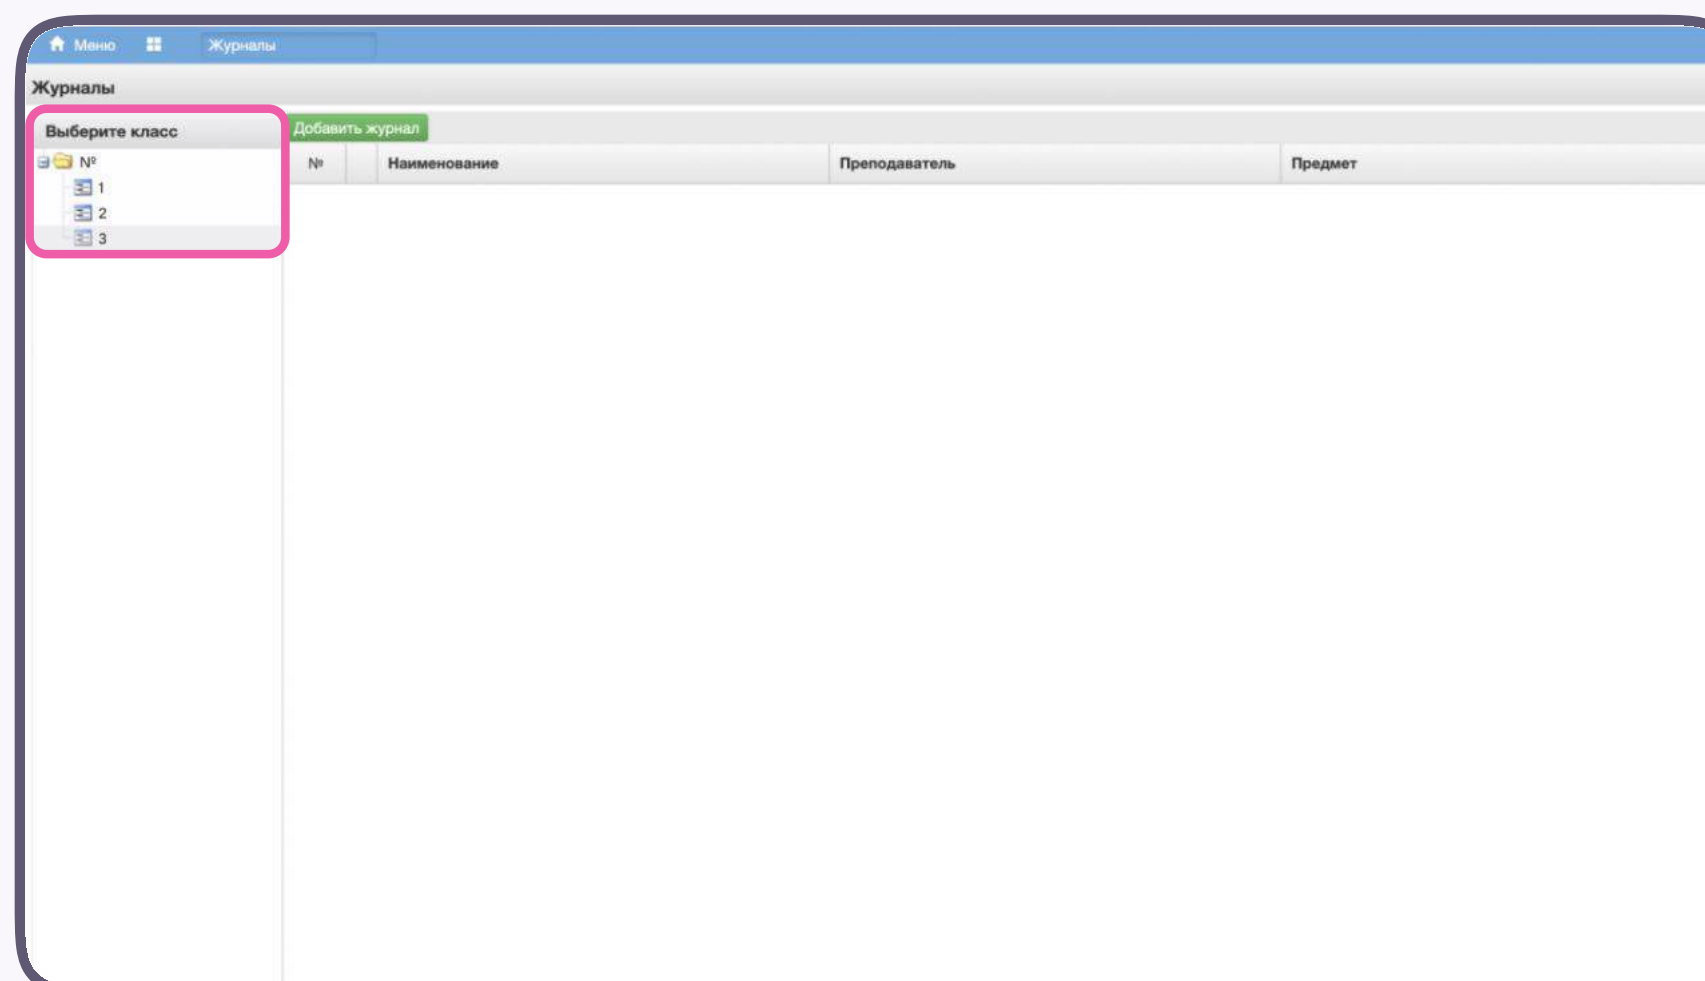 Меню Журналы
Журналы
Выберите класс
Добавить журнал
№
1
2
3
№ Наименование Преподаватель Предмет